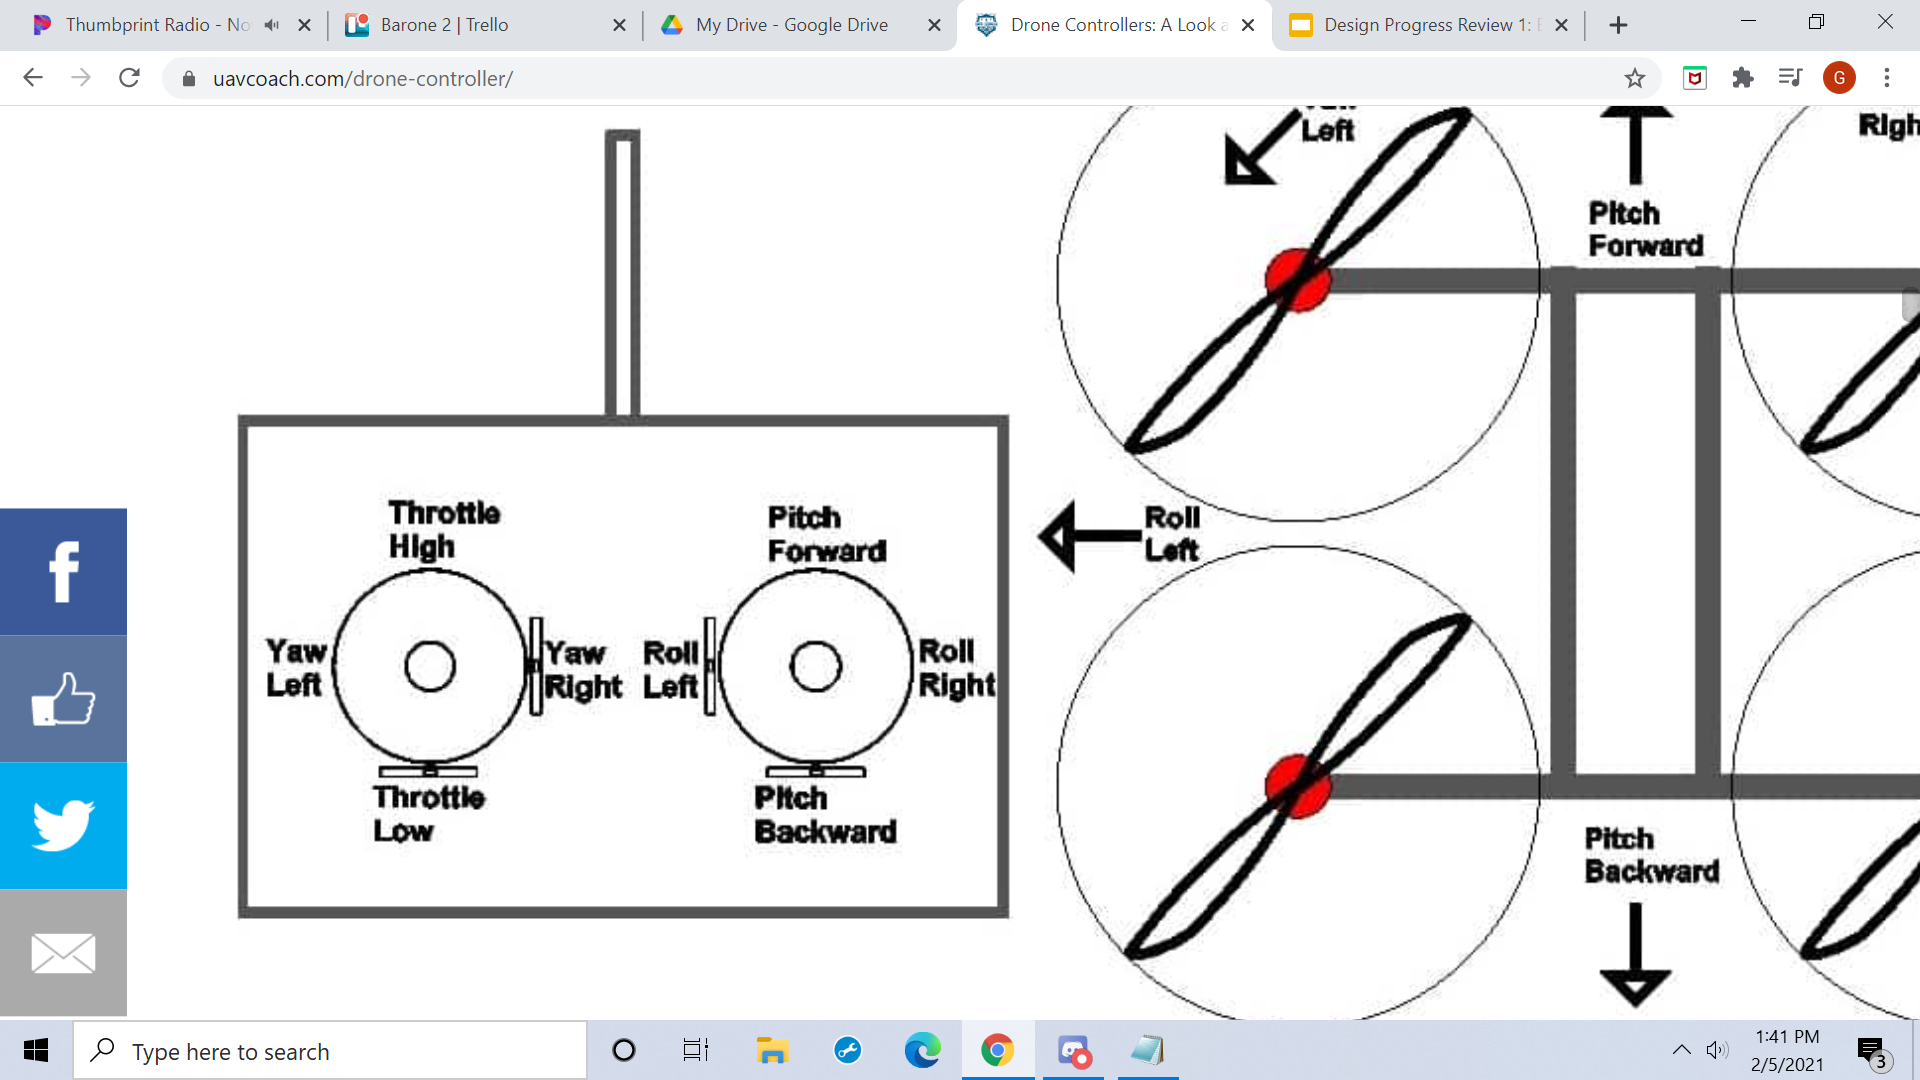 Thumbprint Radio - No
Barone 2 | Trello
My Drive - Google Drive
Drone Controllers: A Look a
Design Progress Review 1: E
uavcoach.com/drone-controller/
G
Left
Righ
Pitch
Forward
Throttle
High
Pitch
Forward
Roll
Left
Yaw
Left
Yaw
Right
Roll
Left
Roll
Right
Throttle
Low
Pitch
Backward
Pitch
Backward
Type here to search
1:41 PM
2/5/2021
3